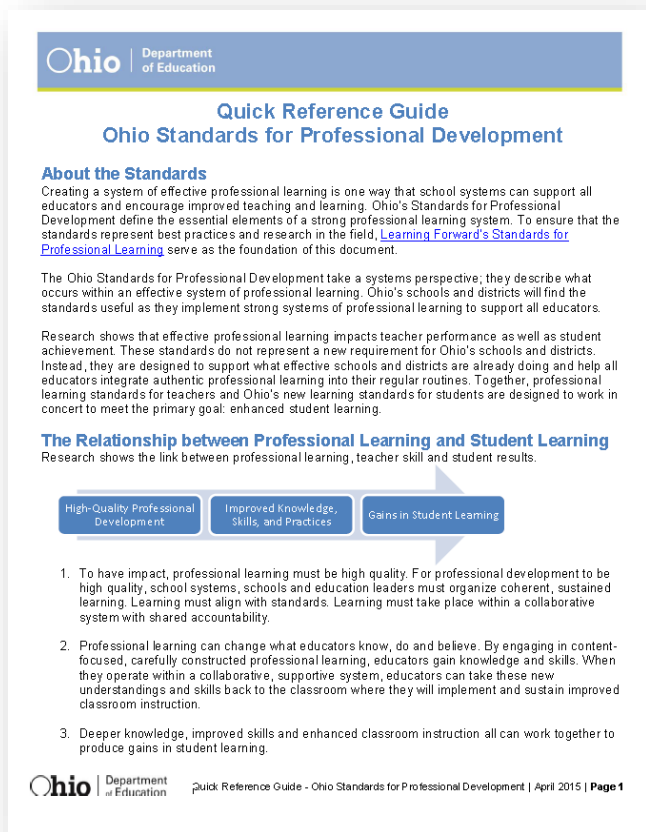 Ohio | Department
of Education
Quick Reference Guide
Ohio Standards for Professional Development
About the Standards
Creating a system of effective professional learning is one way that school systems can support all
educators and encourage improved teaching and learning. Ohio's Standards for Professional
Development define the essential elements of a strong professional learning system. To ensure that the
standards represent best practices and research in the field, Learning Forward's Standards for
Professional Learning serve as the foundation of this document.
The Ohio Standards for Professional Development take a systems perspective; they describe what
occurs within an effective system of professional learning. Ohio's schools and districts will find the
standards useful as they implement strong systems of professional learning to support all educators.
Research shows that effective professional learning impacts teacher performance as well as student
achievement. These standards do not represent a new requirement for Ohio's schools and districts.
Instead, they are designed to support what effective schools and districts are already doing and help all
educators integrate authentic professional learning into their regular routines. Together, professional
learning standards for teachers and Ohio's new learning standards for students are designed to work in
concert to meet the primary goal: enhanced student learning.
The Relationship between Professional Learning and Student Learning
Research shows the link between professional learning, teacher skill and student results.
High-Quality Professional
Development
Improved Knowledge,
Skills, and Practices
Gains in Student Learning
1. To have impact, professional learning must be high quality. For professional development to be
high quality, school systems, schools and education leaders must organize coherent, sustained
learning. Learning must align with standards. Learning must take place within a collaborative
system with shared accountability.
2. Professional learning can change what educators know, do and believe. By engaging in content-
focused, carefully constructed professional learning, educators gain knowledge and skills. When
they operate within a collaborative, supportive system, educators can take these new
understandings and skills back to the classroom where they will implement and sustain improved
classroom instruction.
3. Deeper knowledge, improved skills and enhanced classroom instruction all can work together to
produce gains in student learning.
Ohio | Department
of Education
Quick Reference Guide - Ohio Standards for Professional Development | April 2015 | Page 1